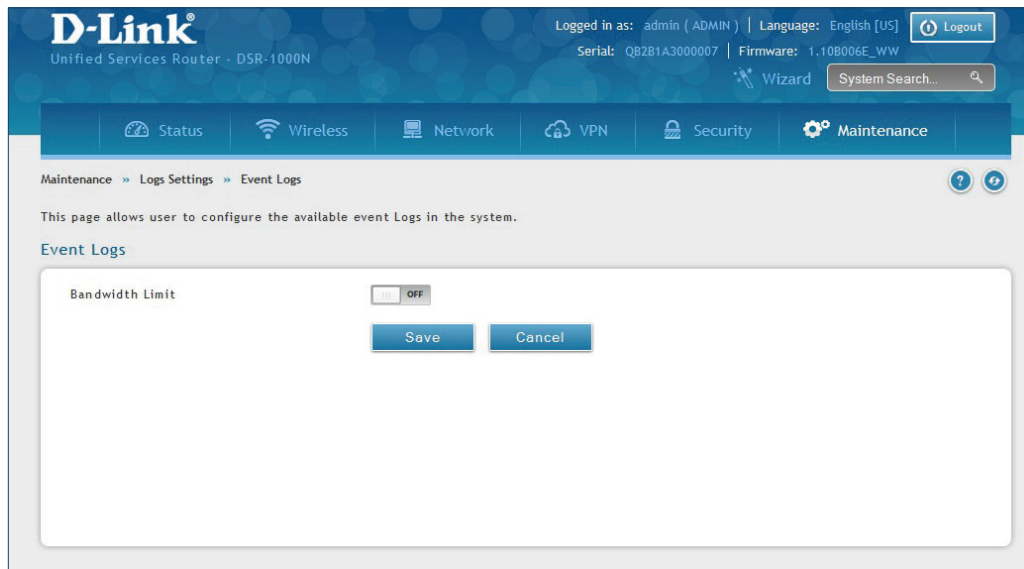 D-Link®
Unified Services Router - DSR-1000N
Logged in as: admin ( ADMIN ) | Language: English [US]
Logout
Serial: QB2B1A3000007 | Firmware: 1.10B006E_WW
Wizard
System Search...
Status
Wireless
Network
VPN
Security
Maintenance
Maintenance » Logs Settings » Event Logs
?
This page allows user to configure the available event Logs in the system.
Event Logs
Bandwidth Limit
OFF
Save
Cancel